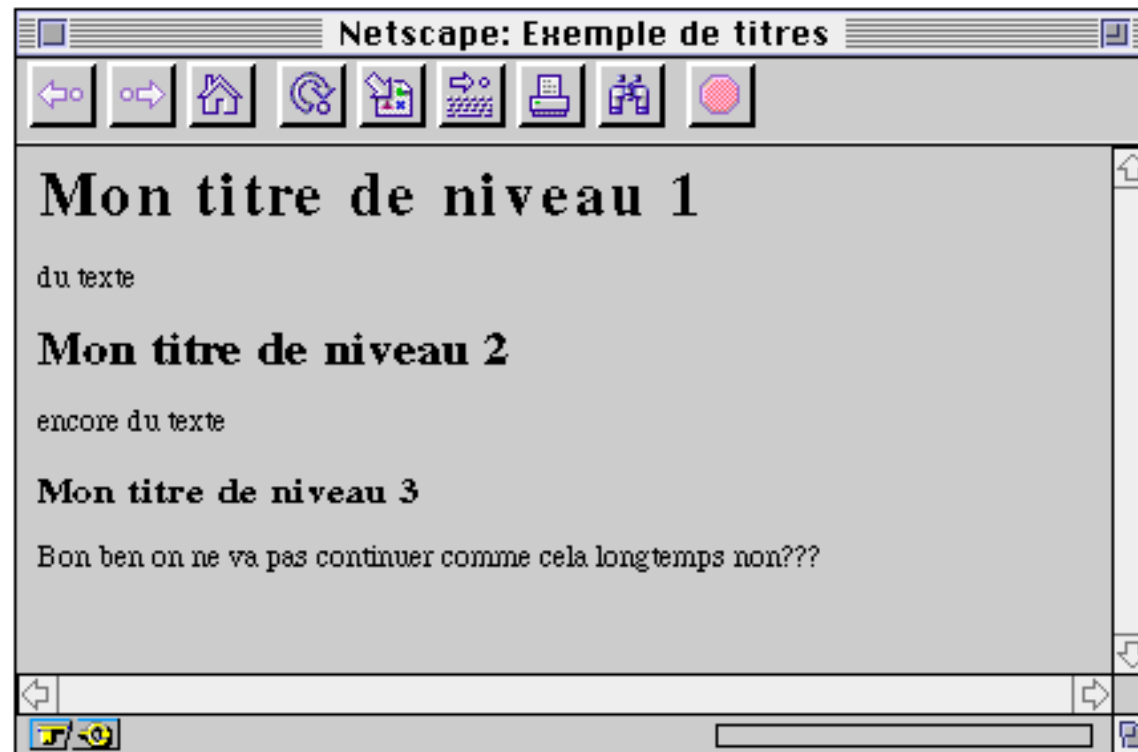 Netscape: Exemple de titres
Mon titre de niveau 1
du texte
Mon titre de niveau 2
encore du texte
Mon titre de niveau 3
Bon ben on ne va pas continuer comme cela longtemps non???